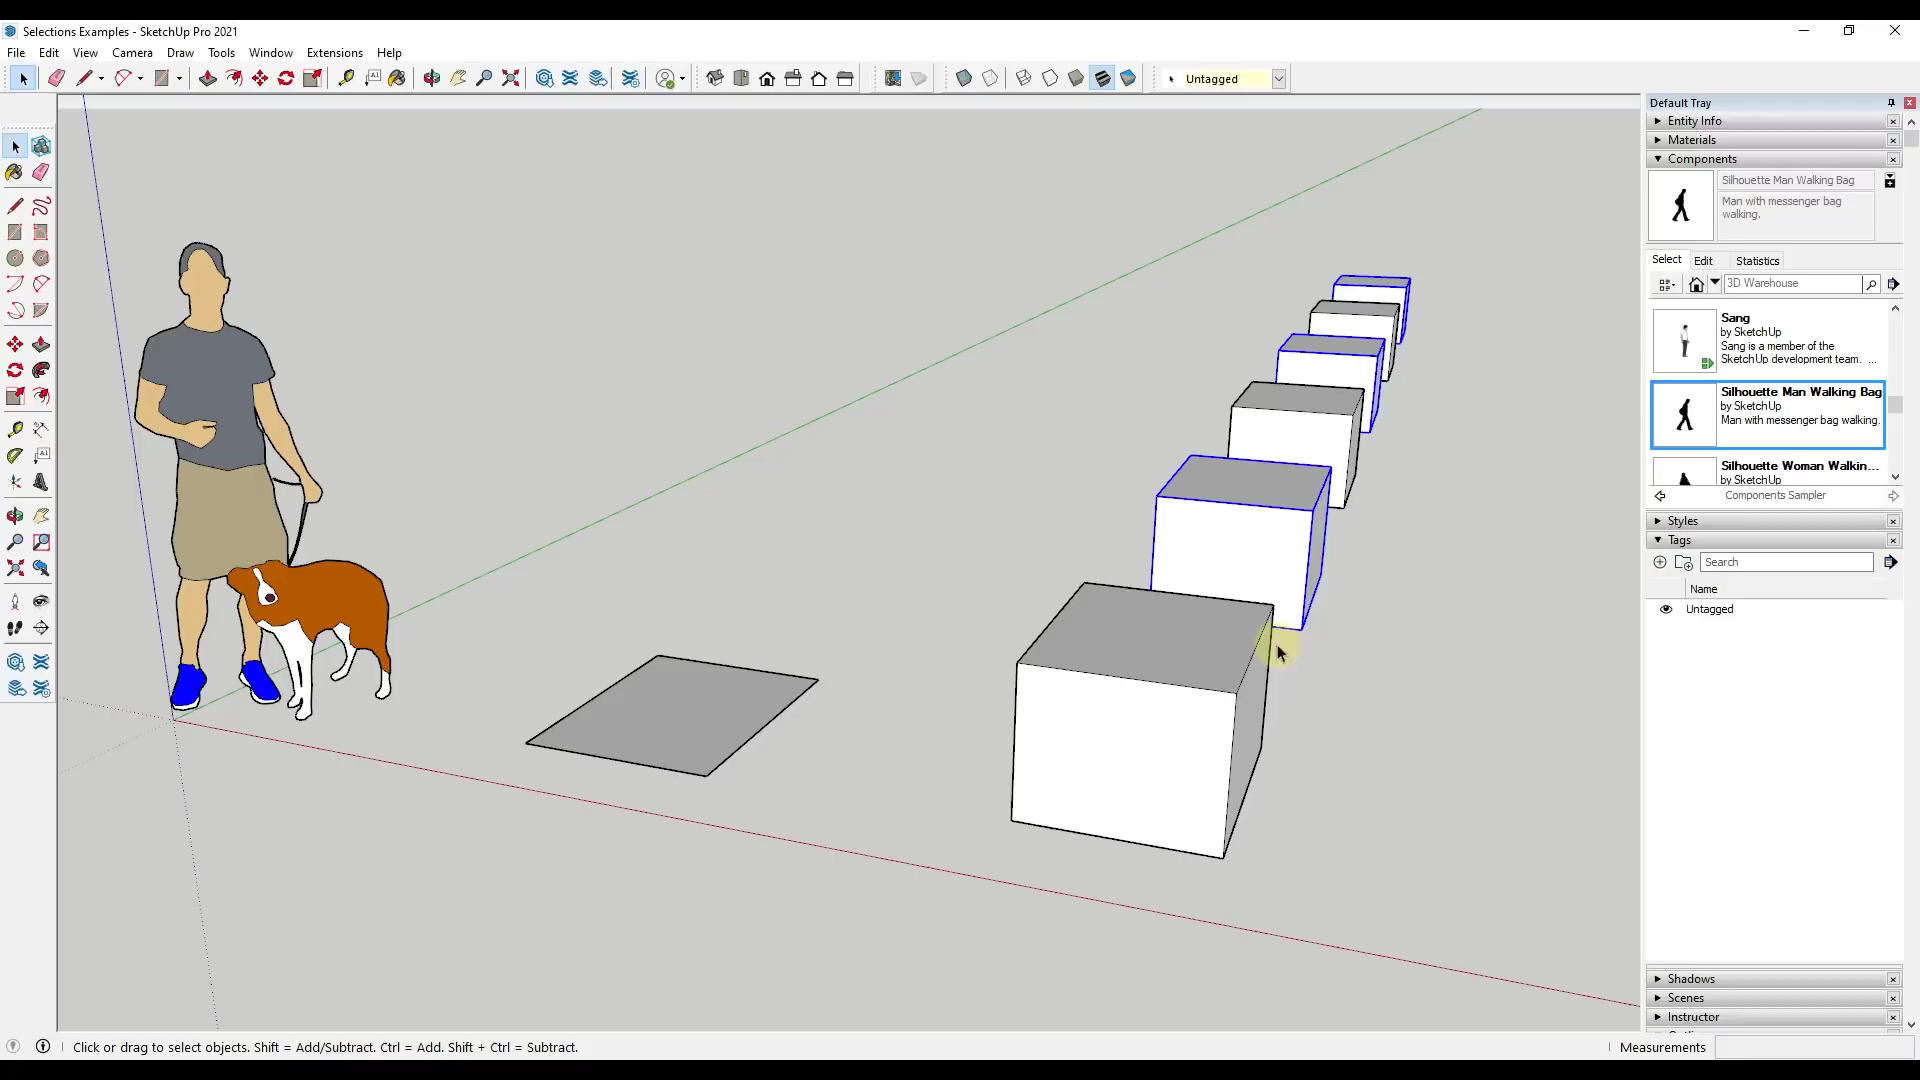 Selections Examples - SketchUp Pro 2021
File Edit View Camera Draw Tools Window Extensions Help
Untagged
Default Tray
Entity Info
Materials
Components
Silhouette Man Walking Bag
Man with messenger bag
walking.
Select Edit Statistics
3D Warehouse
Sang
by SketchUp
Sang is a member of the
SketchUp development team. ...
Silhouette Man Walking Bag
by SketchUp
Man with messenger bag walking.
Silhouette Woman Walkin...
by SketchUp
Components Sampler
Styles
Tags
Search
Name
Untagged
Shadows
Scenes
Instructor
Click or drag to select objects. Shift = Add/Subtract. Ctrl = Add. Shift + Ctrl = Subtract.
Measurements